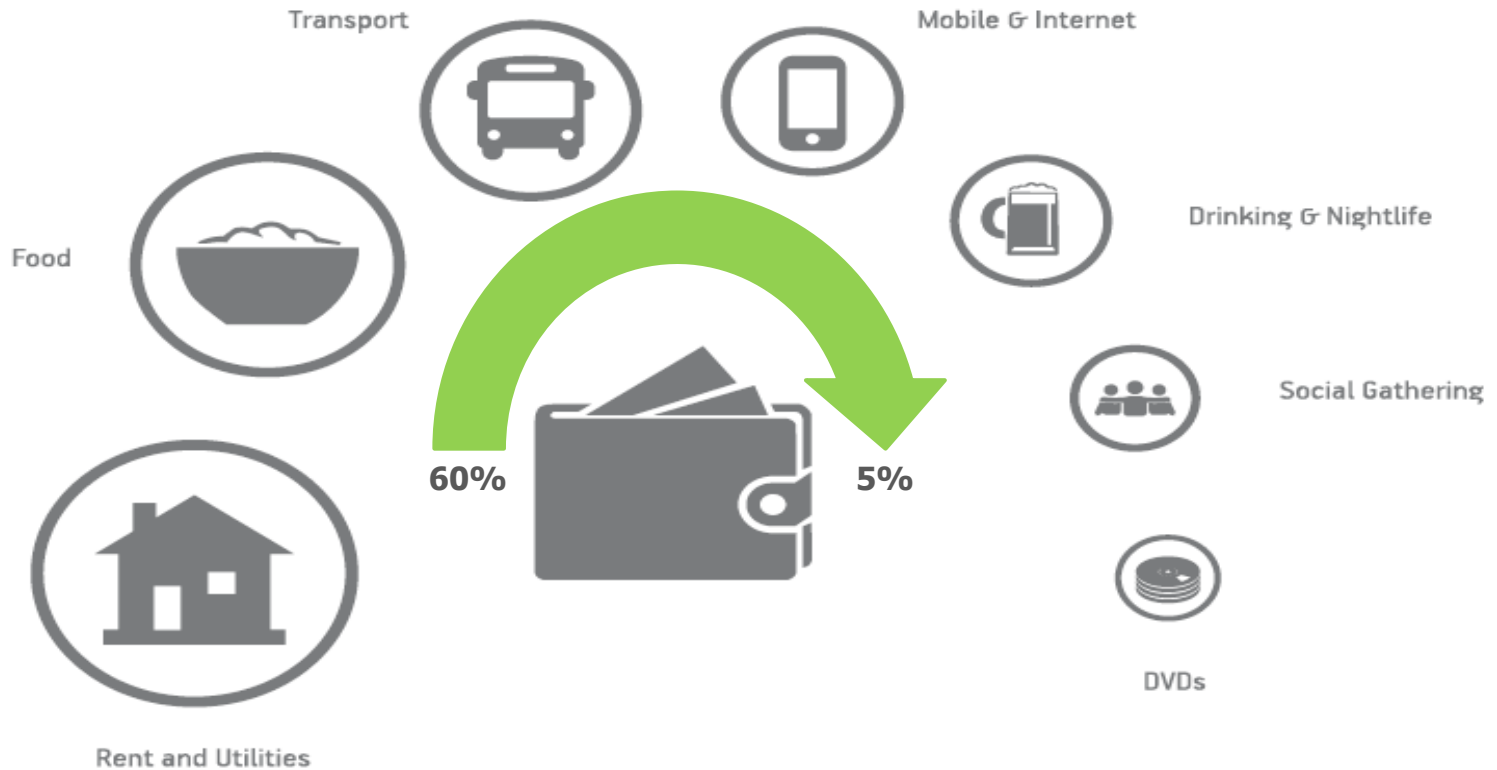 Transport
Mobile & Internet
Drinking & Nightlife
Food
Social Gathering
60%
5%
DVDs
Rent and Utilities